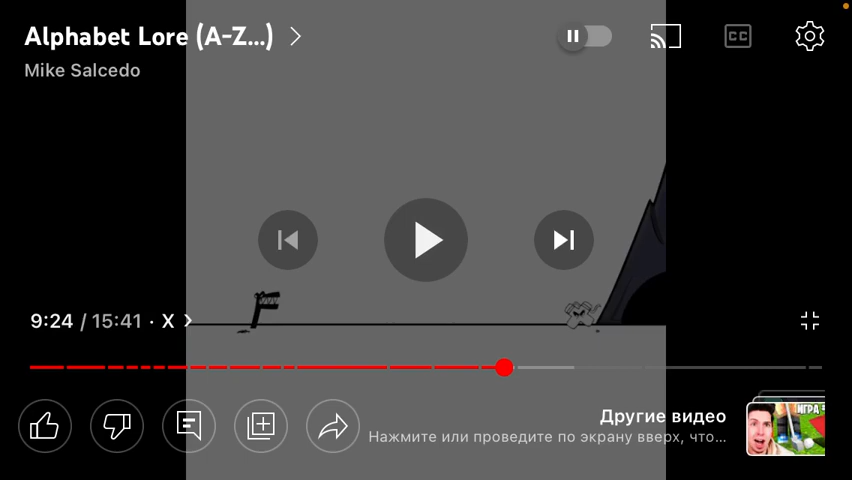 Alphabet Lore (A-Z...)
Mike Salcedo
CC
9:24 / 15:41 · X
Другие видео
Нажмите или проведите по экрану вверх, что...
ИГРА